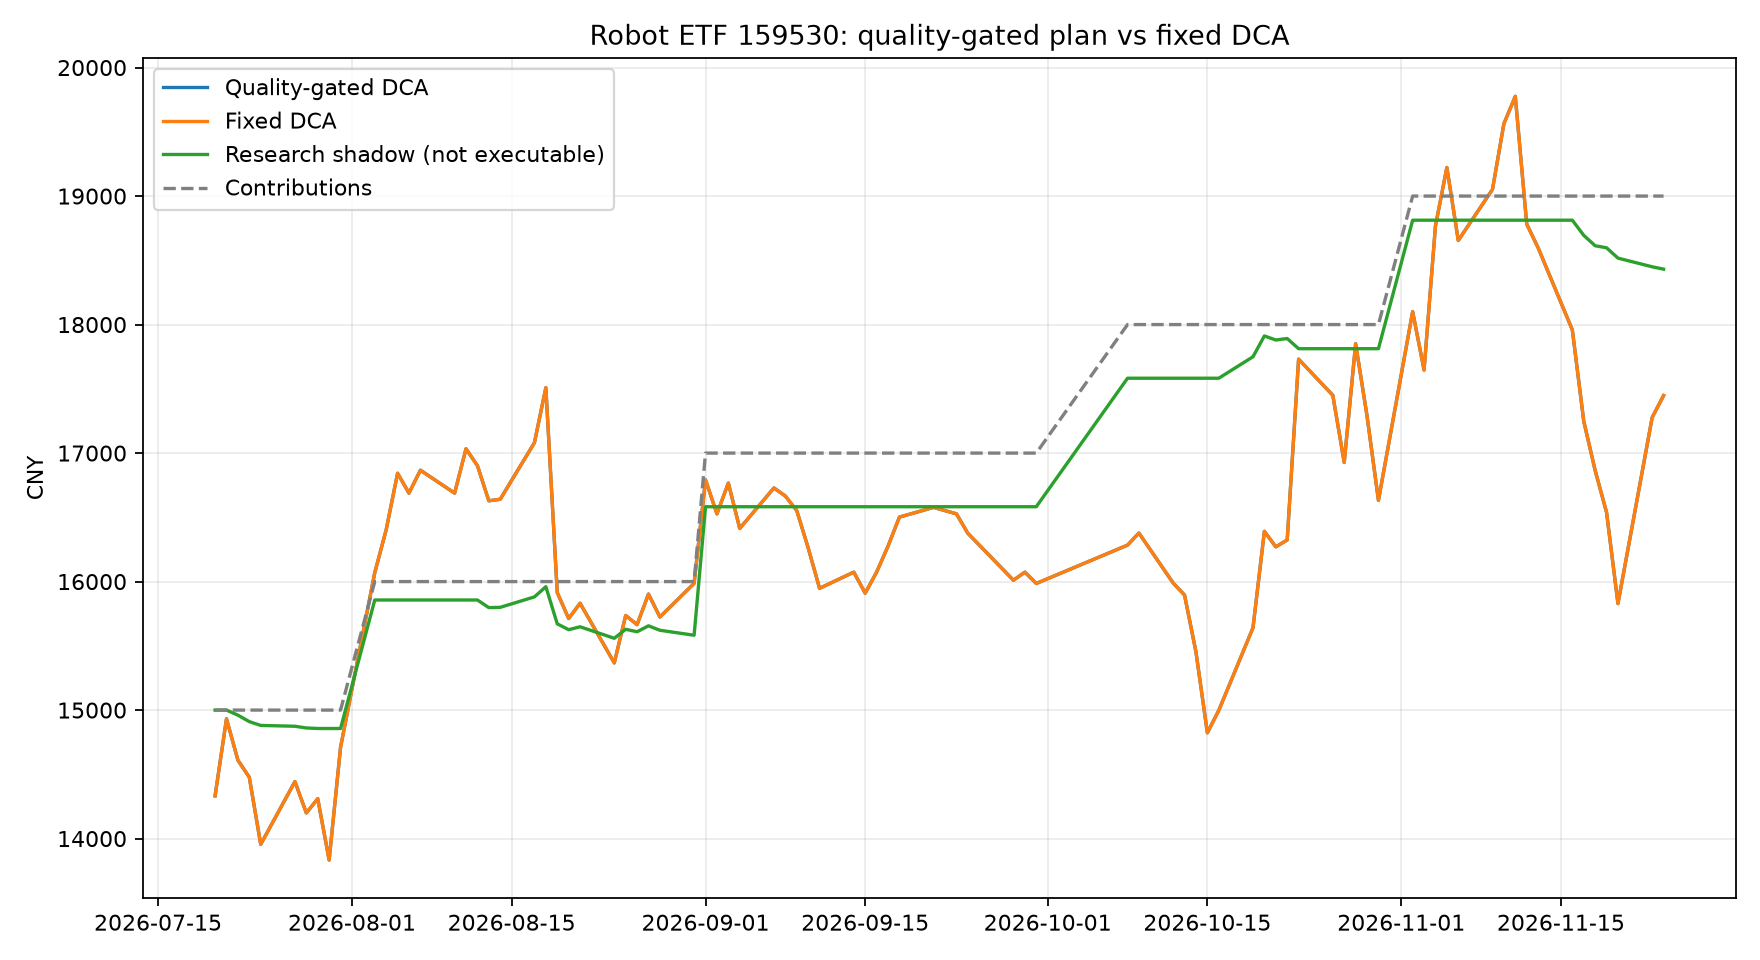 Robot ETF 159530: quality-gated plan vs fixed DCA
20000
19000
18000
17000
16000
15000
14000
CNY
Quality-gated DCA
Fixed DCA
Research shadow (not executable)
Contributions
2026-07-15
2026-08-01
2026-08-15
2026-09-01
2026-09-15
2026-10-01
2026-10-15
2026-11-01
2026-11-15